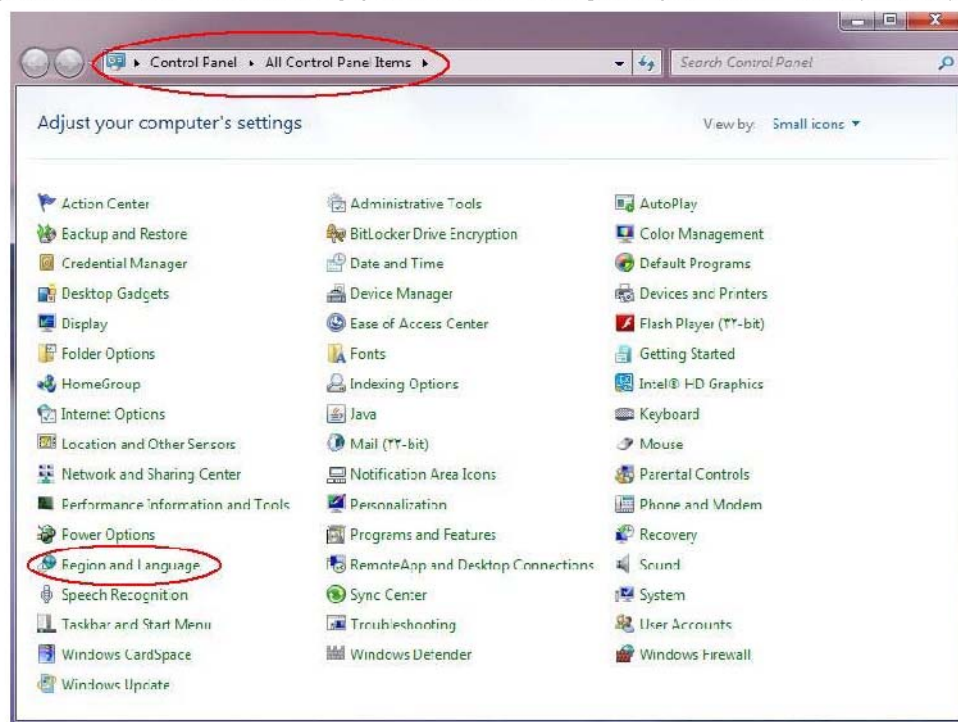 Control Panel All Control Panel Items
Search Control Panel
Adjust your computer's settings
View by: Small icons
Action Center
Administrative Tools
AutoPlay
Backup and Restore
BitLocker Drive Encryption
Color Management
Credential Manager
Date and Time
Default Programs
Desktop Gadgets
Device Manager
Devices and Printers
Display
Ease of Access Center
Flash Player (٣٢-bit)
Folder Options
Fonts
Getting Started
HomeGroup
Indexing Options
Intel® HD Graphics
Internet Options
Java
Keyboard
Location and Other Sensors
Mail (٣٢-bit)
Mouse
Network and Sharing Center
Notification Area Icons
Parental Controls
Performance Information and Tools
Personalization
Phone and Modem
Power Options
Programs and Features
Recovery
Region and Language
RemoteApp and Desktop Connections
Sound
Speech Recognition
Sync Center
System
Taskbar and Start Menu
Troubleshooting
User Accounts
Windows CardSpace
Windows Defender
Windows Firewall
Windows Update